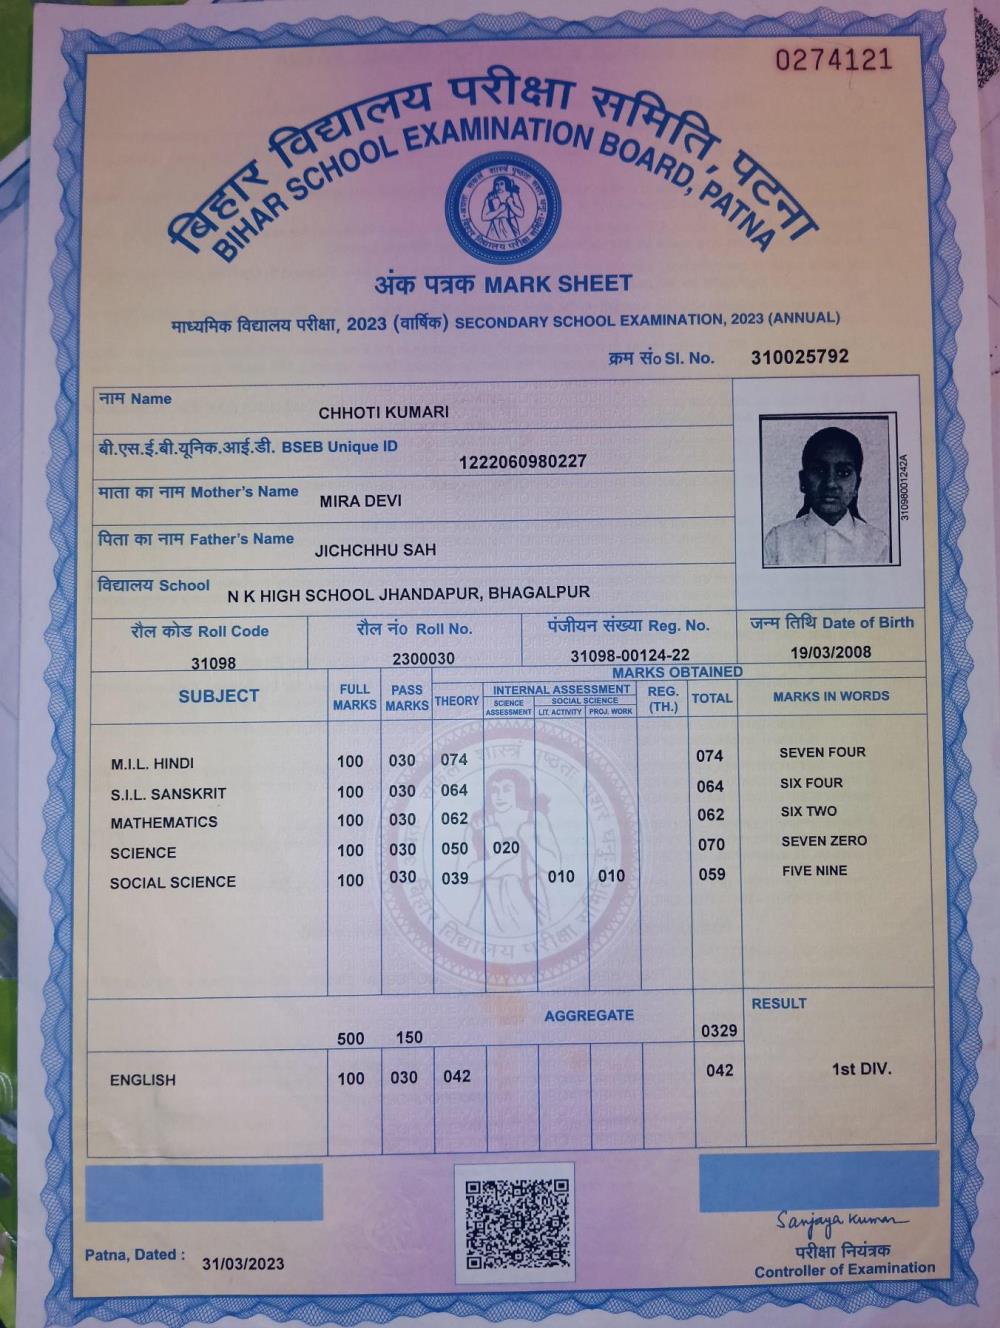 0274121
बिहार विद्यालय परीक्षा समिति, पटना
BIHAR SCHOOL EXAMINATION BOARD, PATNA
अंक पत्रक MARK SHEET
माध्यमिक विद्यालय परीक्षा, 2023 (वार्षिक) SECONDARY SCHOOL EXAMINATION, 2023 (ANNUAL)
क्रम सं० Sl. No. 310025792
नाम Name CHHOTI KUMARI
बी.एस.ई.बी.यूनिक.आई.डी. BSEB Unique ID 1222060980227
माता का नाम Mother's Name MIRA DEVI
पिता का नाम Father's Name JICHCHHU SAH
विद्यालय School N K HIGH SCHOOL JHANDAPUR, BHAGALPUR
31098001242A
रौल कोड Roll Code रौल नं० Roll No. पंजीयन संख्या Reg. No. जन्म तिथि Date of Birth
31098 2300030 31098-00124-22 19/03/2008
SUBJECT FULL MARKS PASS MARKS MARKS OBTAINED MARKS IN WORDS
THEORY INTERNAL ASSESSMENT REG. (TH.) TOTAL
SCIENCE ASSESSMENT SOCIAL SCIENCE
LIT. ACTIVITY PROJ. WORK
M.I.L. HINDI 100 030 074 074 SEVEN FOUR
S.I.L. SANSKRIT 100 030 064 064 SIX FOUR
MATHEMATICS 100 030 062 062 SIX TWO
SCIENCE 100 030 050 020 070 SEVEN ZERO
SOCIAL SCIENCE 100 030 039 010 010 059 FIVE NINE
500 150 AGGREGATE 0329 RESULT
ENGLISH 100 030 042 042 1st DIV.
Sanjaya Kumar
परीक्षा नियंत्रक
Patna, Dated : 31/03/2023 Controller of Examination